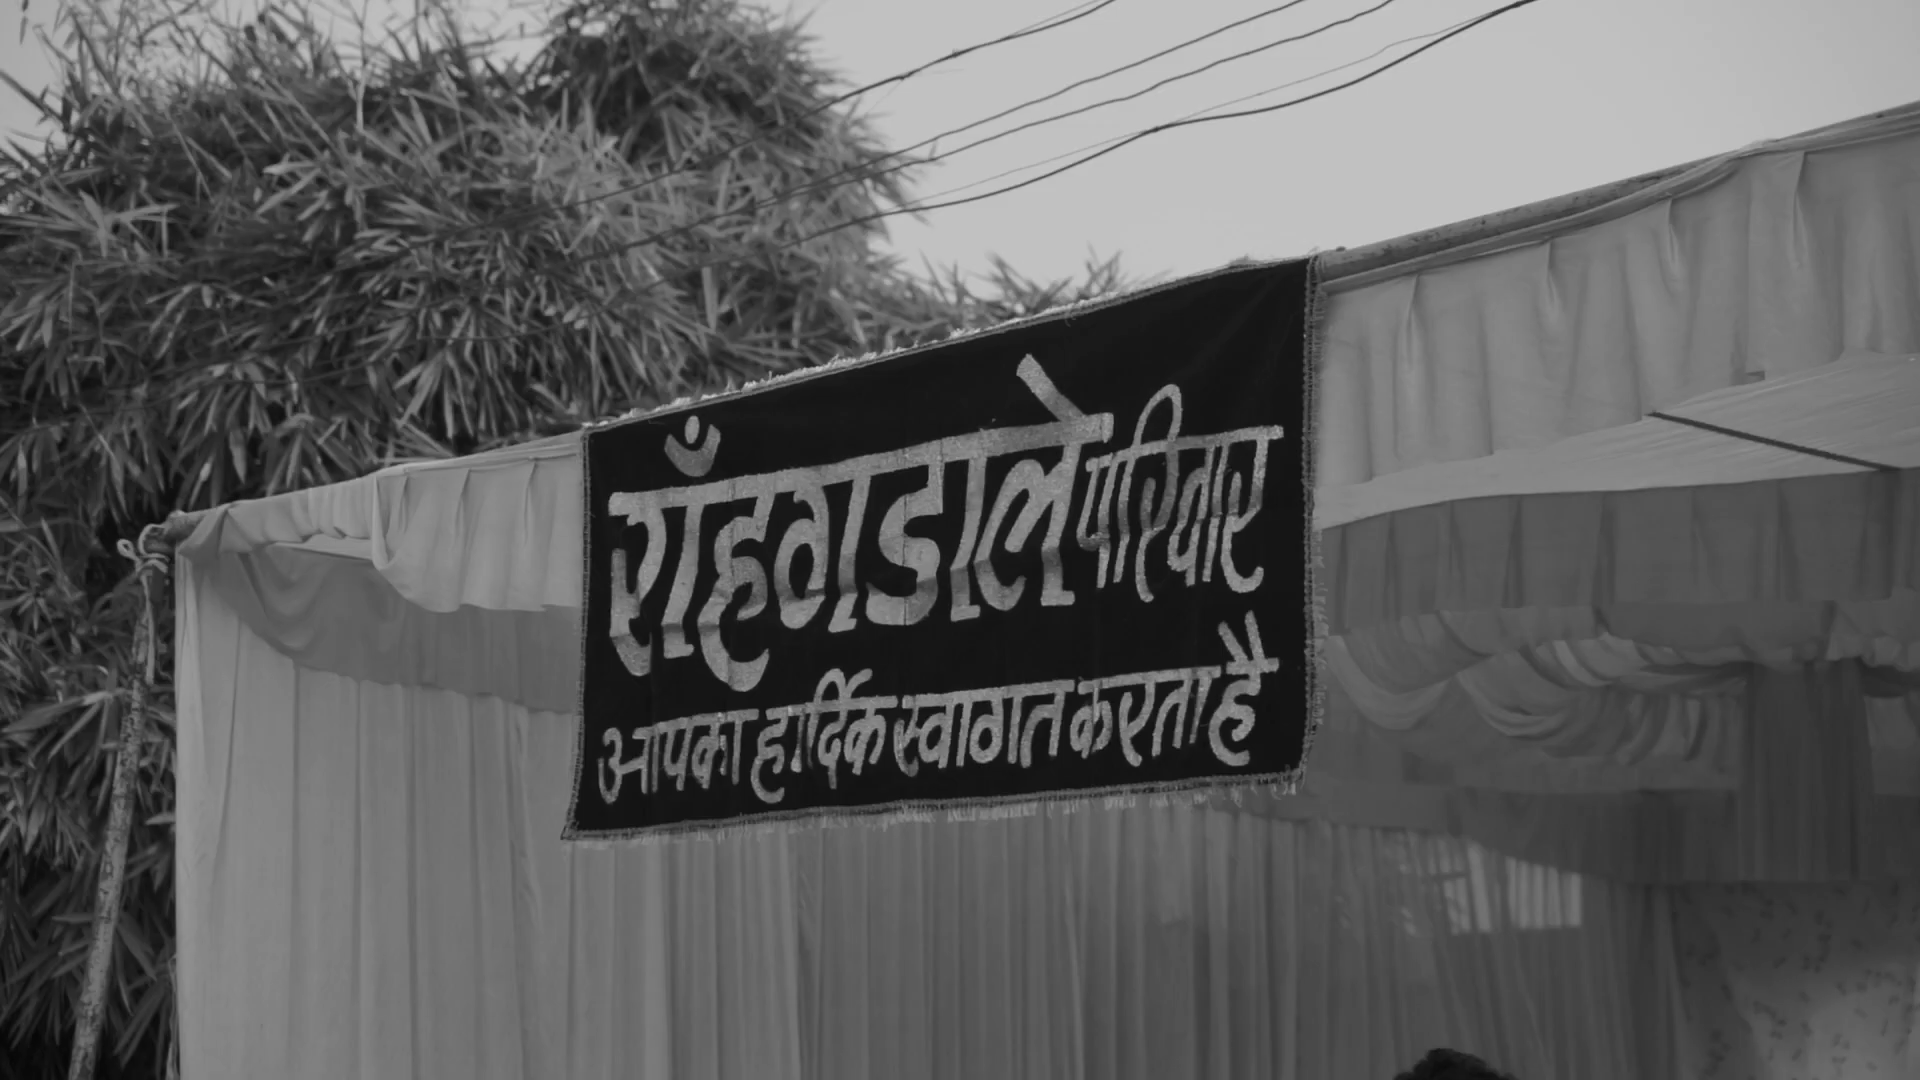 राँहगडाले परिवार
आपका हार्दिक स्वागत करता है